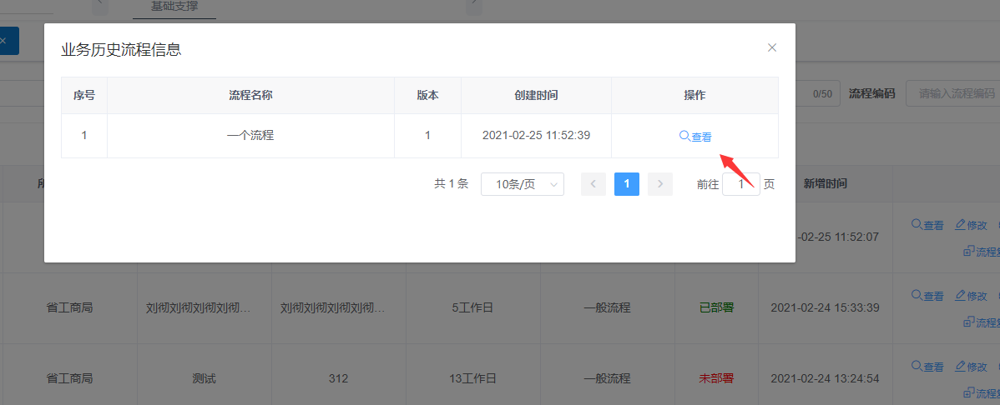 基础支撑
业务历史流程信息
0/50 流程编码 请输入流程编码
序号 流程名称 版本 创建时间 操作
1 一个流程 1 2021-02-25 11:52:39 查看
共 1 条 10条/页 1 前往 1 页
新增时间
-02-25 11:52:07 查看 修改
流程
省工商局 刘彻刘彻刘彻刘彻... 刘彻刘彻刘彻刘彻... 5工作日 一般流程 已部署 2021-02-24 15:33:39 查看 修改
流程
省工商局 测试 312 13工作日 一般流程 未部署 2021-02-24 13:24:54 查看 修改
流程